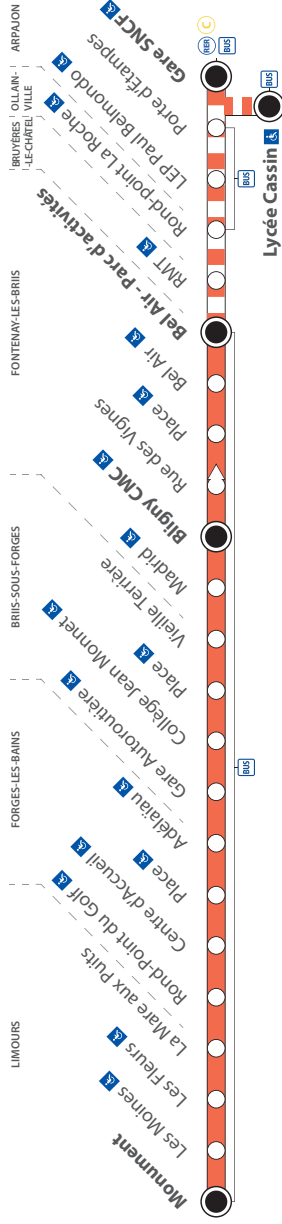 LIMOURS
FORGES-LES-BAINS
BRIIS-SOUS-FORGES
FONTENAY-LES-BRIIS
BRUYÈRES
-LE-CHÂTEL
OLLAIN-
VILLE
ARPAJON
Monument
Les Moines
Les Fleurs
La Mare aux Puits
Rond-Point du Golf
Centre d'Accueil
Place
Adélaïau
Gare Autoroutière
Collège Jean Monnet
Place
Vieille Terrière
Madrid
Bligny CMC
Rue des Vignes
Place
Bel Air
Bel Air - Parc d'activités
RMT
Rond-point La Roche
LEP Paul Belmondo
Porte d'Étampes
Gare SNCF
RER C
BUS
BUS
Lycée Cassin
BUS
BUS